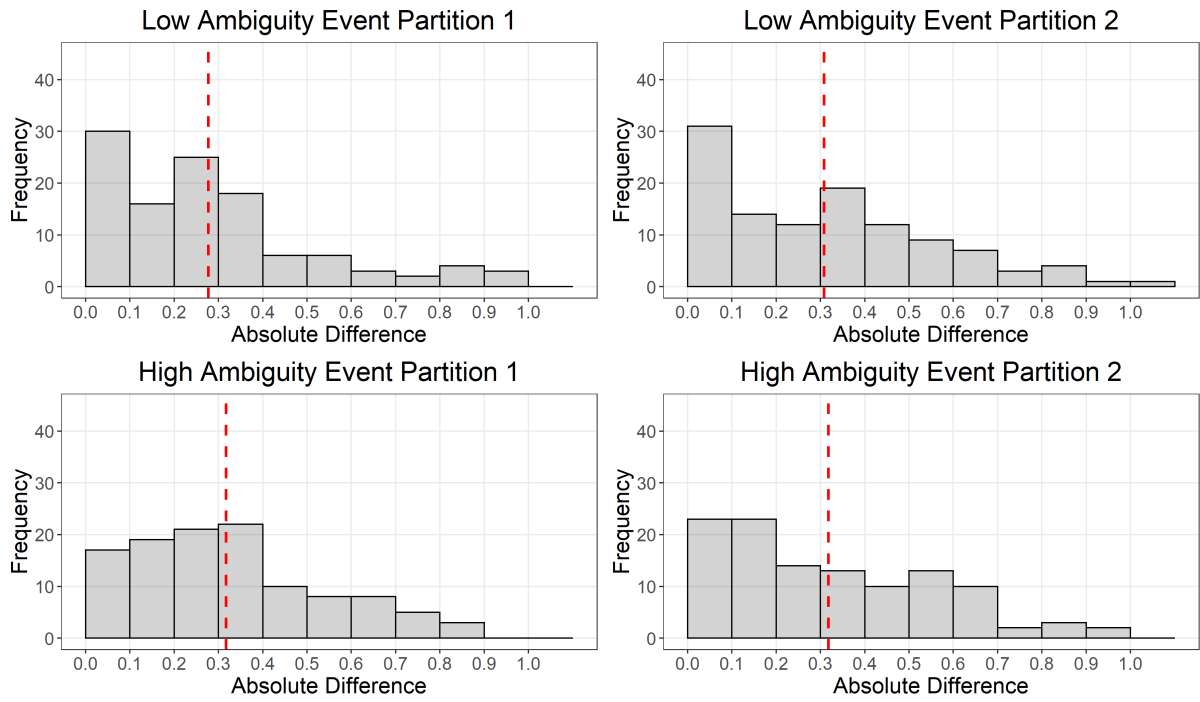 Low Ambiguity Event Partition 1
Frequency
40
30
20
10
0
0.0 0.1 0.2 0.3 0.4 0.5 0.6 0.7 0.8 0.9 1.0
Absolute Difference
Low Ambiguity Event Partition 2
Frequency
40
30
20
10
0
0.0 0.1 0.2 0.3 0.4 0.5 0.6 0.7 0.8 0.9 1.0
Absolute Difference
High Ambiguity Event Partition 1
Frequency
40
30
20
10
0
0.0 0.1 0.2 0.3 0.4 0.5 0.6 0.7 0.8 0.9 1.0
Absolute Difference
High Ambiguity Event Partition 2
Frequency
40
30
20
10
0
0.0 0.1 0.2 0.3 0.4 0.5 0.6 0.7 0.8 0.9 1.0
Absolute Difference